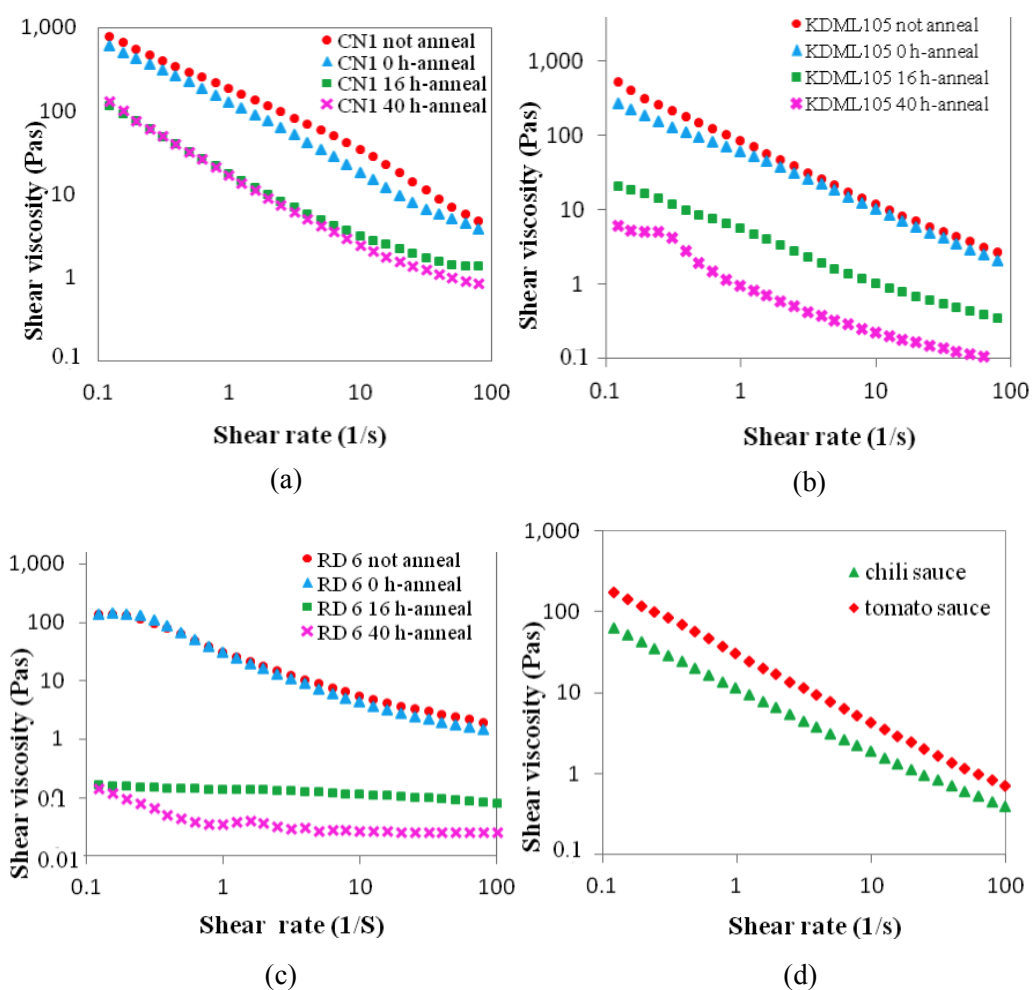 1,000
100
10
1
0.1
Shear viscosity (Pas)
CN1 not anneal
CN1 0 h-anneal
CN1 16 h-anneal
CN1 40 h-anneal
0.1 1 10 100
Shear rate (1/s)
(a)
1,000
100
10
1
0.1
Shear viscosity (Pas)
KDML105 not anneal
KDML105 0 h-anneal
KDML105 16 h-anneal
KDML105 40 h-anneal
0.1 1 10 100
Shear rate (1/s)
(b)
1,000
100
10
1
0.1
0.01
Shear viscosity (Pas)
RD 6 not anneal
RD 6 0 h-anneal
RD 6 16 h-anneal
RD 6 40 h-anneal
0.1 1 10 100
Shear rate (1/S)
(c)
1,000
100
10
1
0.1
Shear viscosity (Pas)
chili sauce
tomato sauce
0.1 1 10 100
Shear rate (1/s)
(d)